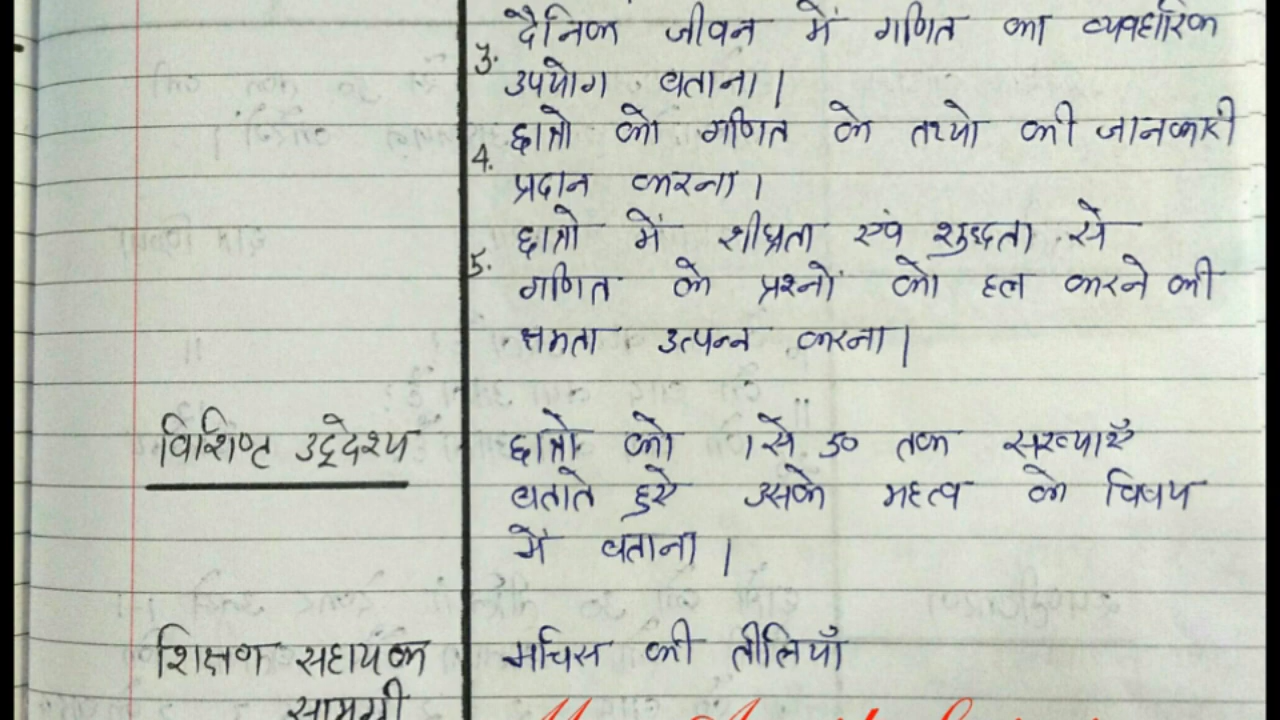 दैनिक जीवन में गणित का व्यवहारिक
3. उपयोग बताना।
छात्रो को गणित के तथ्यो की जानकारी
4. प्रदान करना।
छात्रो में शीघ्रता एवं शुद्धता से
5. गणित के प्रश्नों को हल करने की
क्षमता उत्पन्न करना।
विशिष्ट उद्देश्य छात्रो को 1 से 50 तक संख्याएँ
बताते हुये उसके महत्व के विषय
में बताना।
शिक्षण सहायक मचिस की तीलियाँ
सामग्री